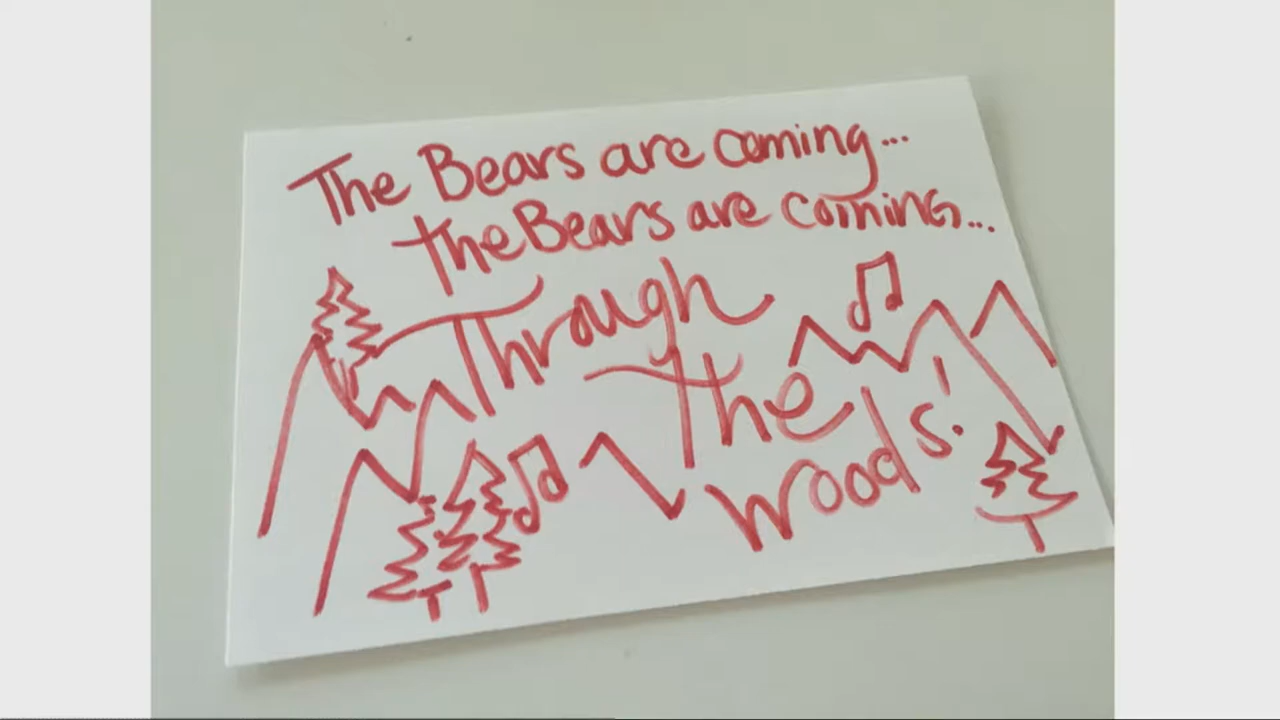 The Bears are coming...
the Bears are coming...
Through
The
Woods!